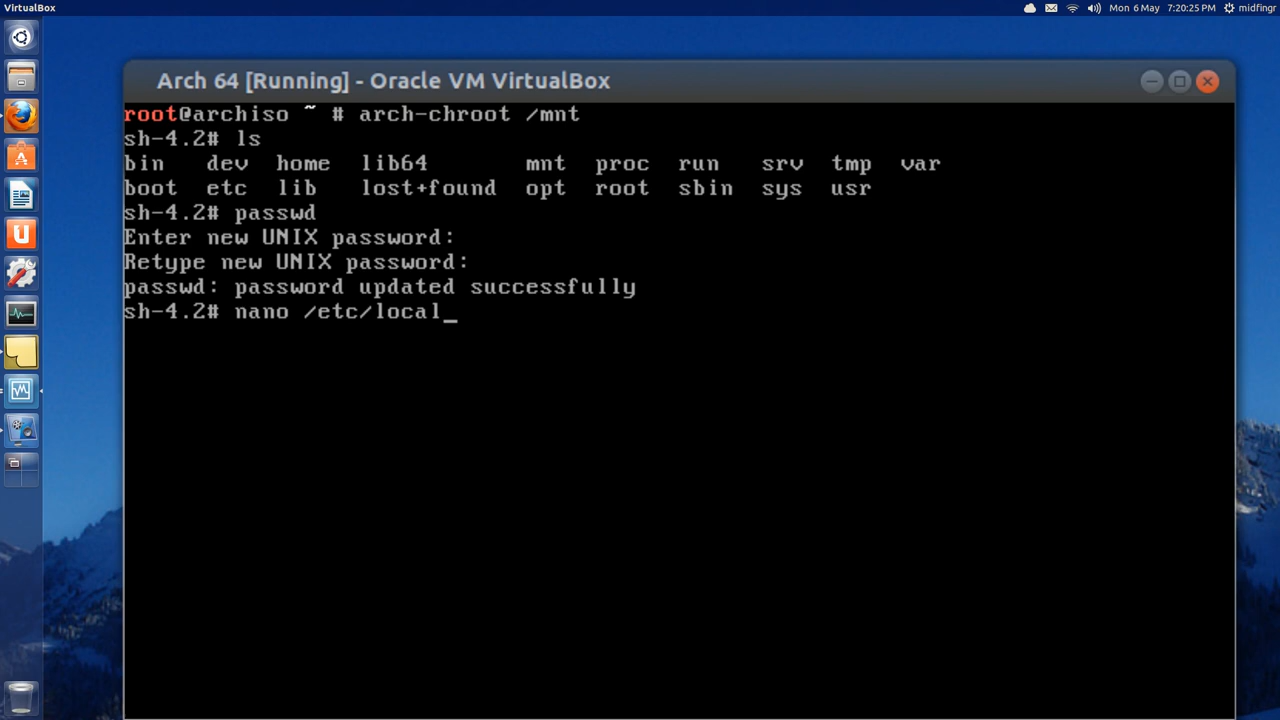 VirtualBox
Mon 6 May 7:20:25 PM midfingr
Arch 64 [Running] - Oracle VM VirtualBox
root@archiso ~ # arch-chroot /mnt
sh-4.2# ls
bin dev home lib64 mnt proc run srv tmp var
boot etc lib lost+found opt root sbin sys usr
sh-4.2# passwd
Enter new UNIX password:
Retype new UNIX password:
passwd: password updated successfully
sh-4.2# nano /etc/local_